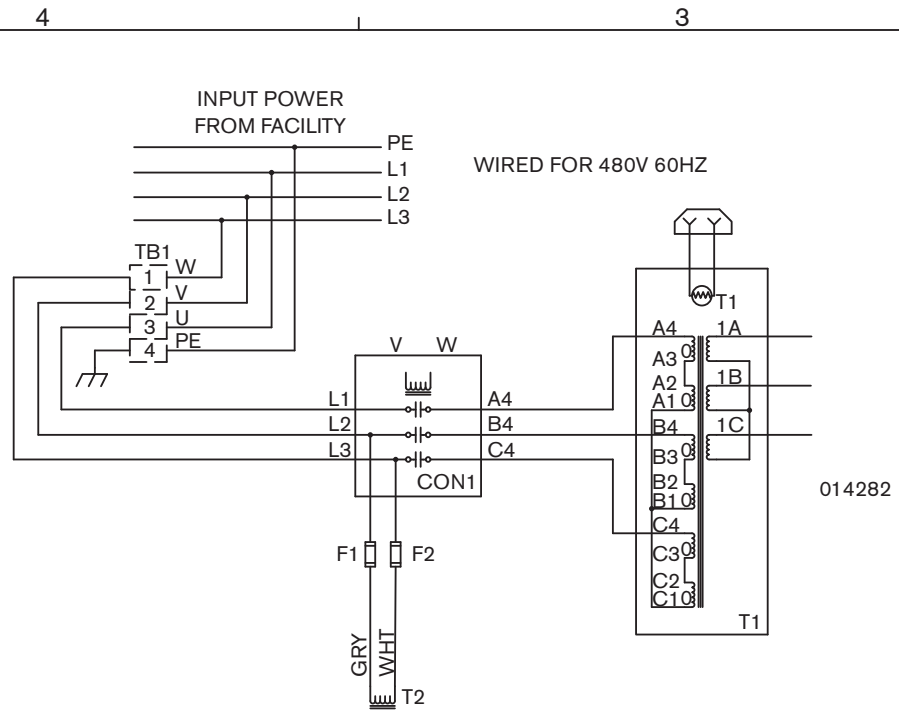 4 3
INPUT POWER
FROM FACILITY
PE
L1
L2
L3
WIRED FOR 480V 60HZ
TB1
1 W
2 V
3 U
4 PE
T1
V W
L1 A4
L2 B4
L3 C4
CON1
A4 1A
A3
A2 1B
A1
B4 1C
B3
B2
B1
C4
C3
C2
C1
T1
014282
F1 F2
GRY
WHT
T2